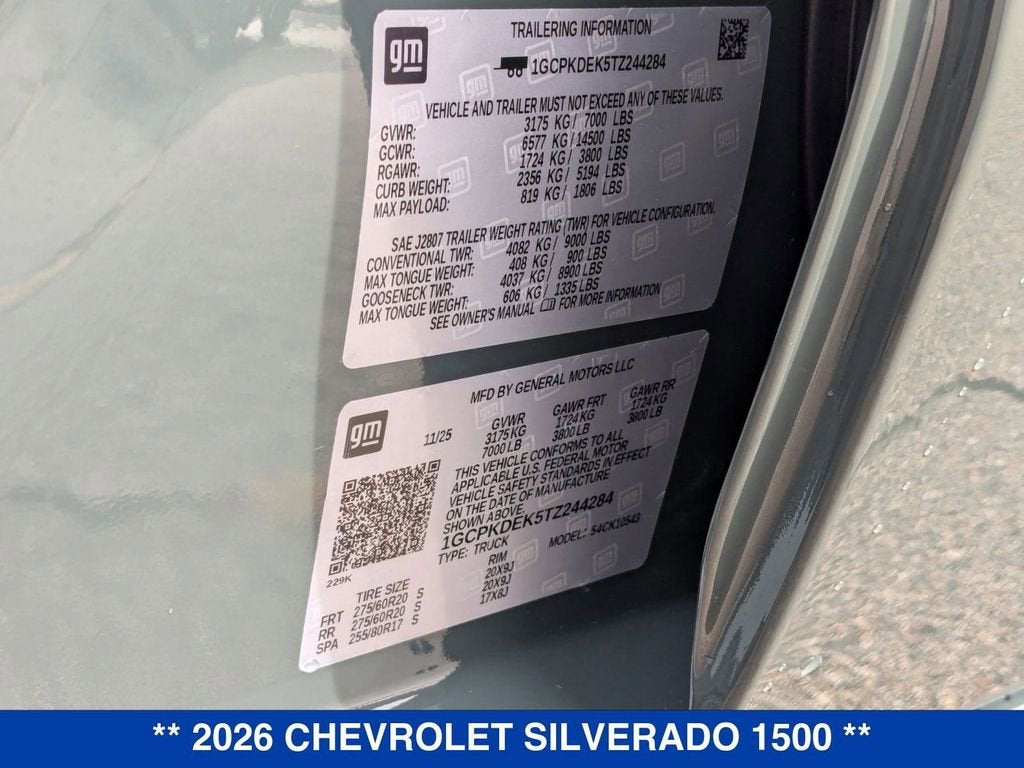 gm
TRAILERING INFORMATION
1GCPKDEK5TZ244284
VEHICLE AND TRAILER MUST NOT EXCEED ANY OF THESE VALUES.
GVWR: 3175 KG / 7000 LBS
GCWR: 6577 KG / 14500 LBS
RGAWR: 1724 KG / 3800 LBS
CURB WEIGHT: 2356 KG / 5194 LBS
MAX PAYLOAD: 819 KG / 1806 LBS
SAE J2807 TRAILER WEIGHT RATING (TWR) FOR VEHICLE CONFIGURATION.
CONVENTIONAL TWR: 4082 KG / 9000 LBS
MAX TONGUE WEIGHT: 408 KG / 900 LBS
GOOSENECK TWR: 4037 KG / 8900 LBS
MAX TONGUE WEIGHT: 606 KG / 1335 LBS
SEE OWNER'S MANUAL FOR MORE INFORMATION
gm
MFD BY GENERAL MOTORS LLC
11/25
GVWR GAWR FRT GAWR RR
3175 KG 1724 KG 1724 KG
7000 LB 3800 LB 3800 LB
THIS VEHICLE CONFORMS TO ALL
APPLICABLE U.S. FEDERAL MOTOR
VEHICLE SAFETY STANDARDS IN EFFECT
ON THE DATE OF MANUFACTURE
SHOWN ABOVE.
1GCPKDEK5TZ244284
TYPE: TRUCK MODEL: 54CK10543
229K
TIRE SIZE RIM
FRT 275/60R20 S 20X9J
RR 275/60R20 S 20X9J
SPA 255/80R17 S 17X8J
** 2026 CHEVROLET SILVERADO 1500 **